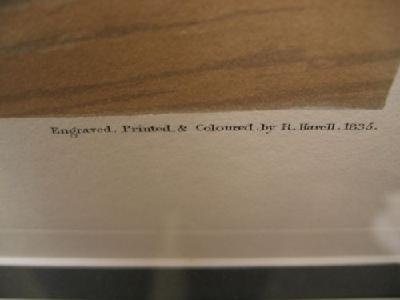 Engraved, Printed, & Coloured, by R. Havell. 1835.